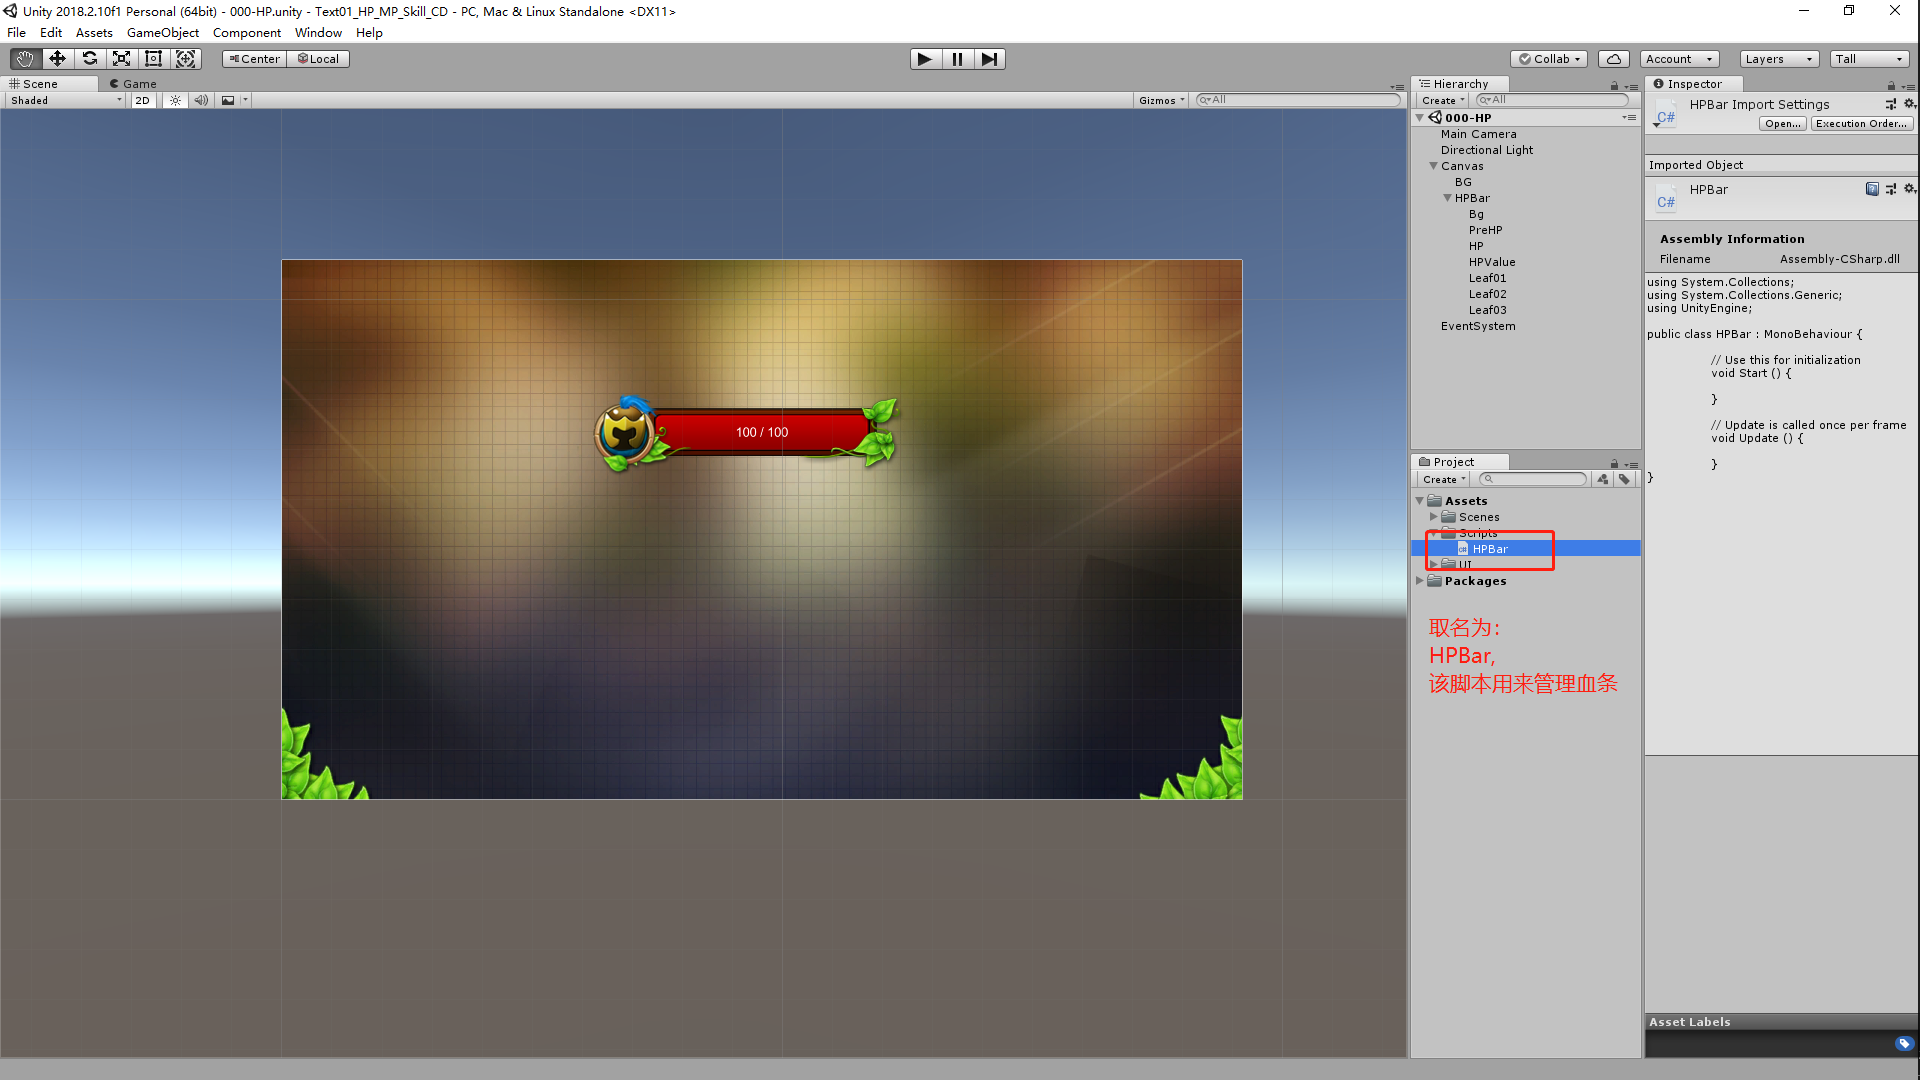 Unity 2018.2.10f1 Personal (64bit) - 000-HP.unity - Text01_HP_MP_Skill_CD - PC, Mac & Linux Standalone <DX11>
File Edit Assets GameObject Component Window Help
Center Local Collab Account Layers Tall
Scene Game
Shaded 2D Gizmos All
Hierarchy
Create All
000-HP
Main Camera
Directional Light
Canvas
BG
HPBar
Bg
PreHP
HP
HPValue
Leaf01
Leaf02
Leaf03
EventSystem
100 / 100
Project
Create
Assets
Scenes
Scripts
C# HPBar
UI
Packages
取名为：
HPBar,
该脚本用来管理血条
Inspector
C# HPBar Import Settings
Open... Execution Order...
Imported Object
C# HPBar
Assembly Information
Filename Assembly-CSharp.dll
using System.Collections;
using System.Collections.Generic;
using UnityEngine;
public class HPBar : MonoBehaviour {
// Use this for initialization
void Start () {
}
// Update is called once per frame
void Update () {
}
}
Asset Labels